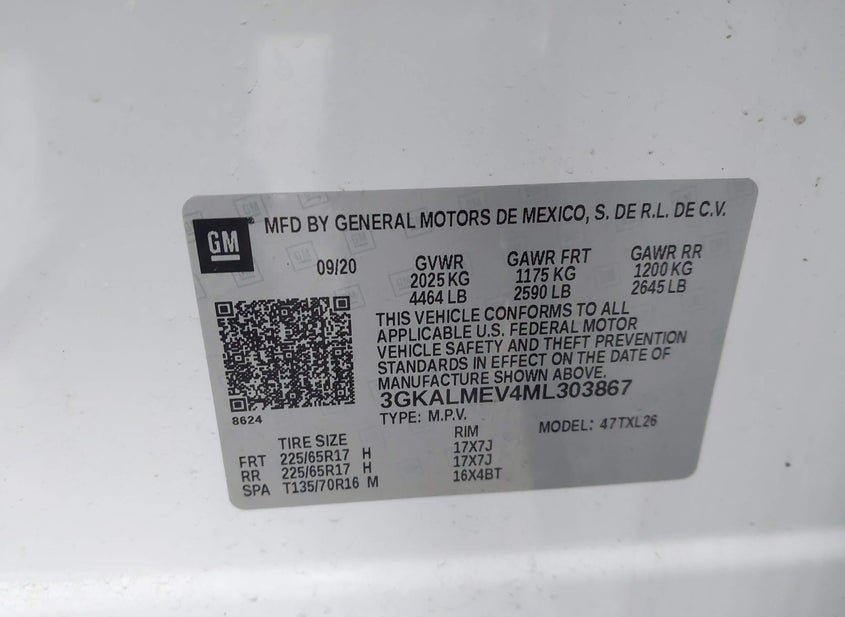 GM MFD BY GENERAL MOTORS DE MEXICO, S. DE R.L. DE C.V.
09/20 GVWR GAWR FRT GAWR RR
2025 KG 1175 KG 1200 KG
4464 LB 2590 LB 2645 LB
THIS VEHICLE CONFORMS TO ALL
APPLICABLE U.S. FEDERAL MOTOR
VEHICLE SAFETY AND THEFT PREVENTION
STANDARDS IN EFFECT ON THE DATE OF
MANUFACTURE SHOWN ABOVE.
3GKALMEV4ML303867
8624 TYPE: M.P.V. MODEL: 47TXL26
TIRE SIZE RIM
FRT 225/65R17 H 17X7J
RR 225/65R17 H 17X7J
SPA T135/70R16 M 16X4BT